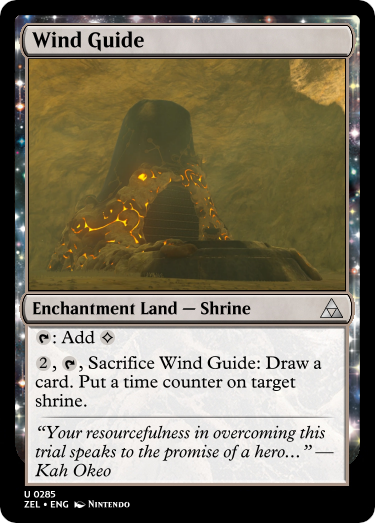 Wind Guide
Enchantment Land — Shrine
: Add
2, , Sacrifice Wind Guide: Draw a
card. Put a time counter on target
shrine.
“Your resourcefulness in overcoming this
trial speaks to the promise of a hero…” —
Kah Okeo
U 0285
ZEL • ENG Nintendo